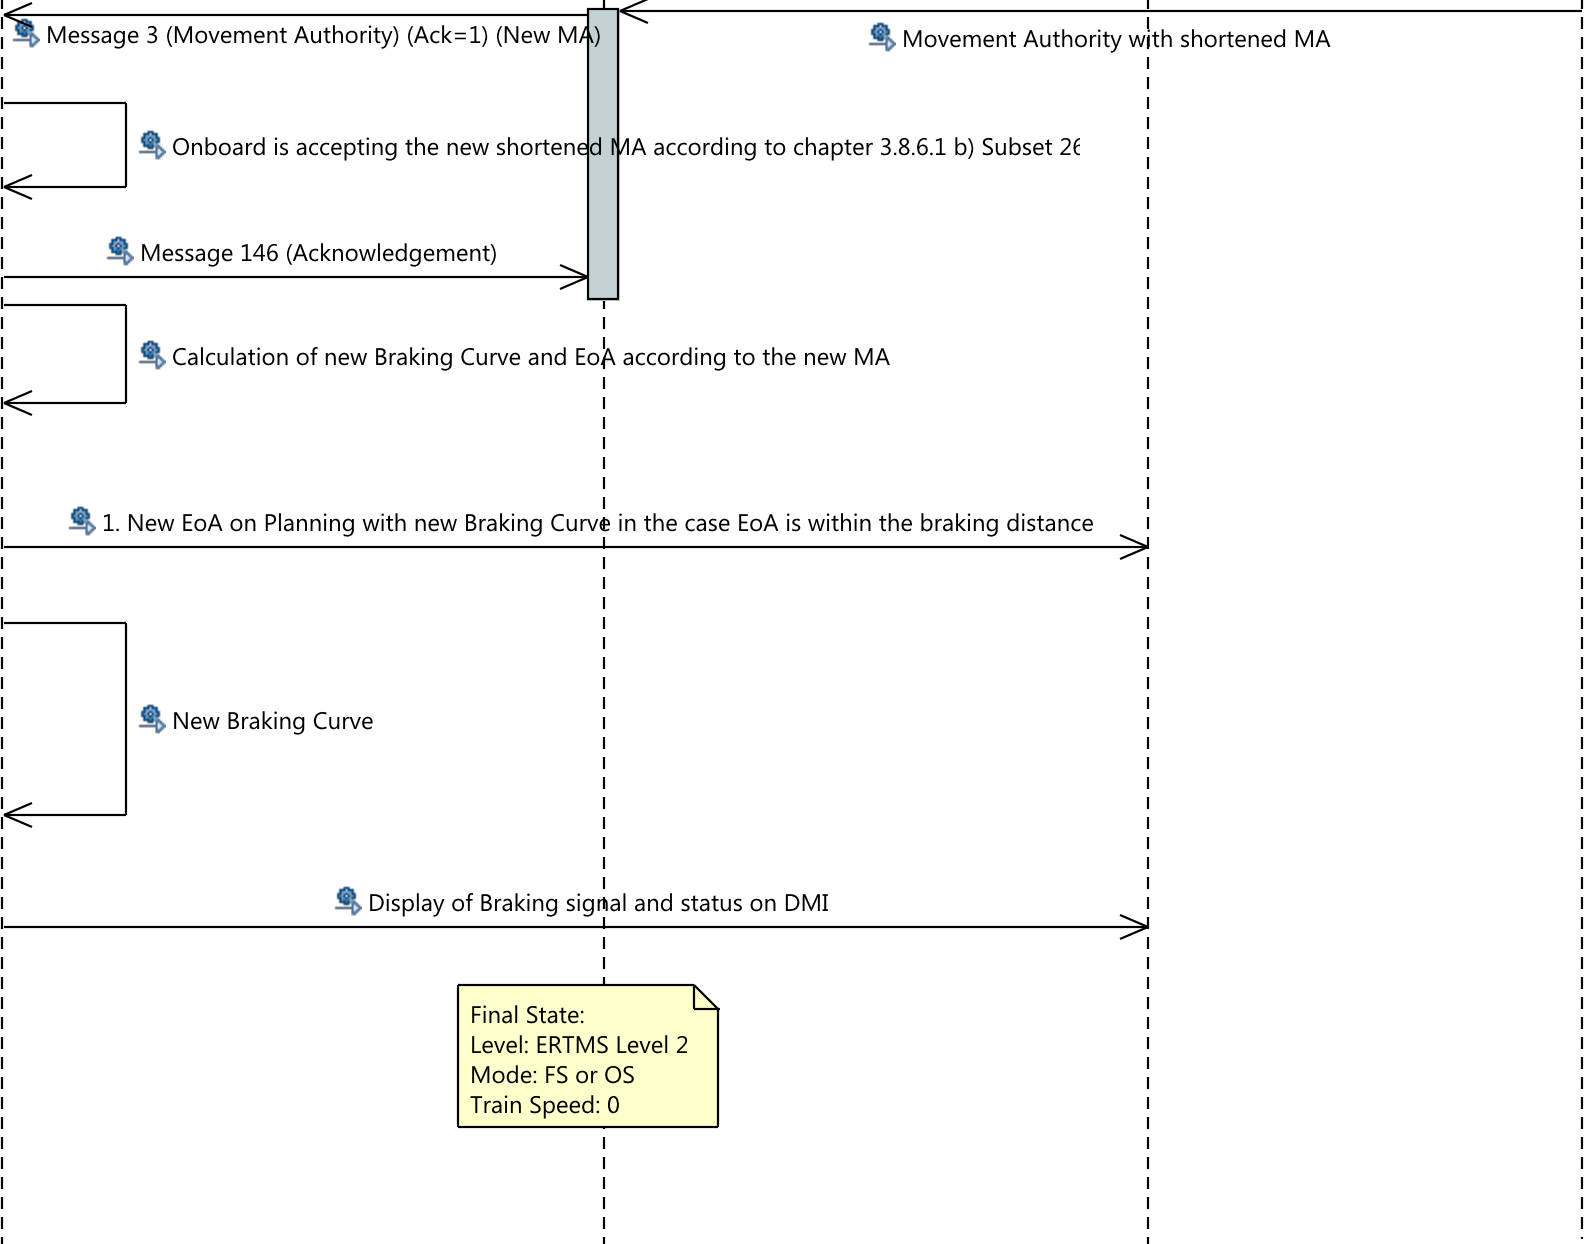 Message 3 (Movement Authority) (Ack=1) (New MA)
Movement Authority with shortened MA
Onboard is accepting the new shortened MA according to chapter 3.8.6.1 b) Subset 26
Message 146 (Acknowledgement)
Calculation of new Braking Curve and EoA according to the new MA
1. New EoA on Planning with new Braking Curve in the case EoA is within the braking distance
New Braking Curve
Display of Braking signal and status on DMI
Final State:
Level: ERTMS Level 2
Mode: FS or OS
Train Speed: 0